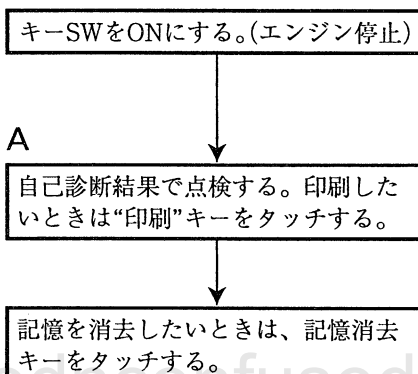 キーSWをONにする。(エンジン停止)
A
自己診断結果で点検する。印刷した
いときは“印刷”キーをタッチする。
記憶を消去したいときは、記憶消去
キーをタッチする。